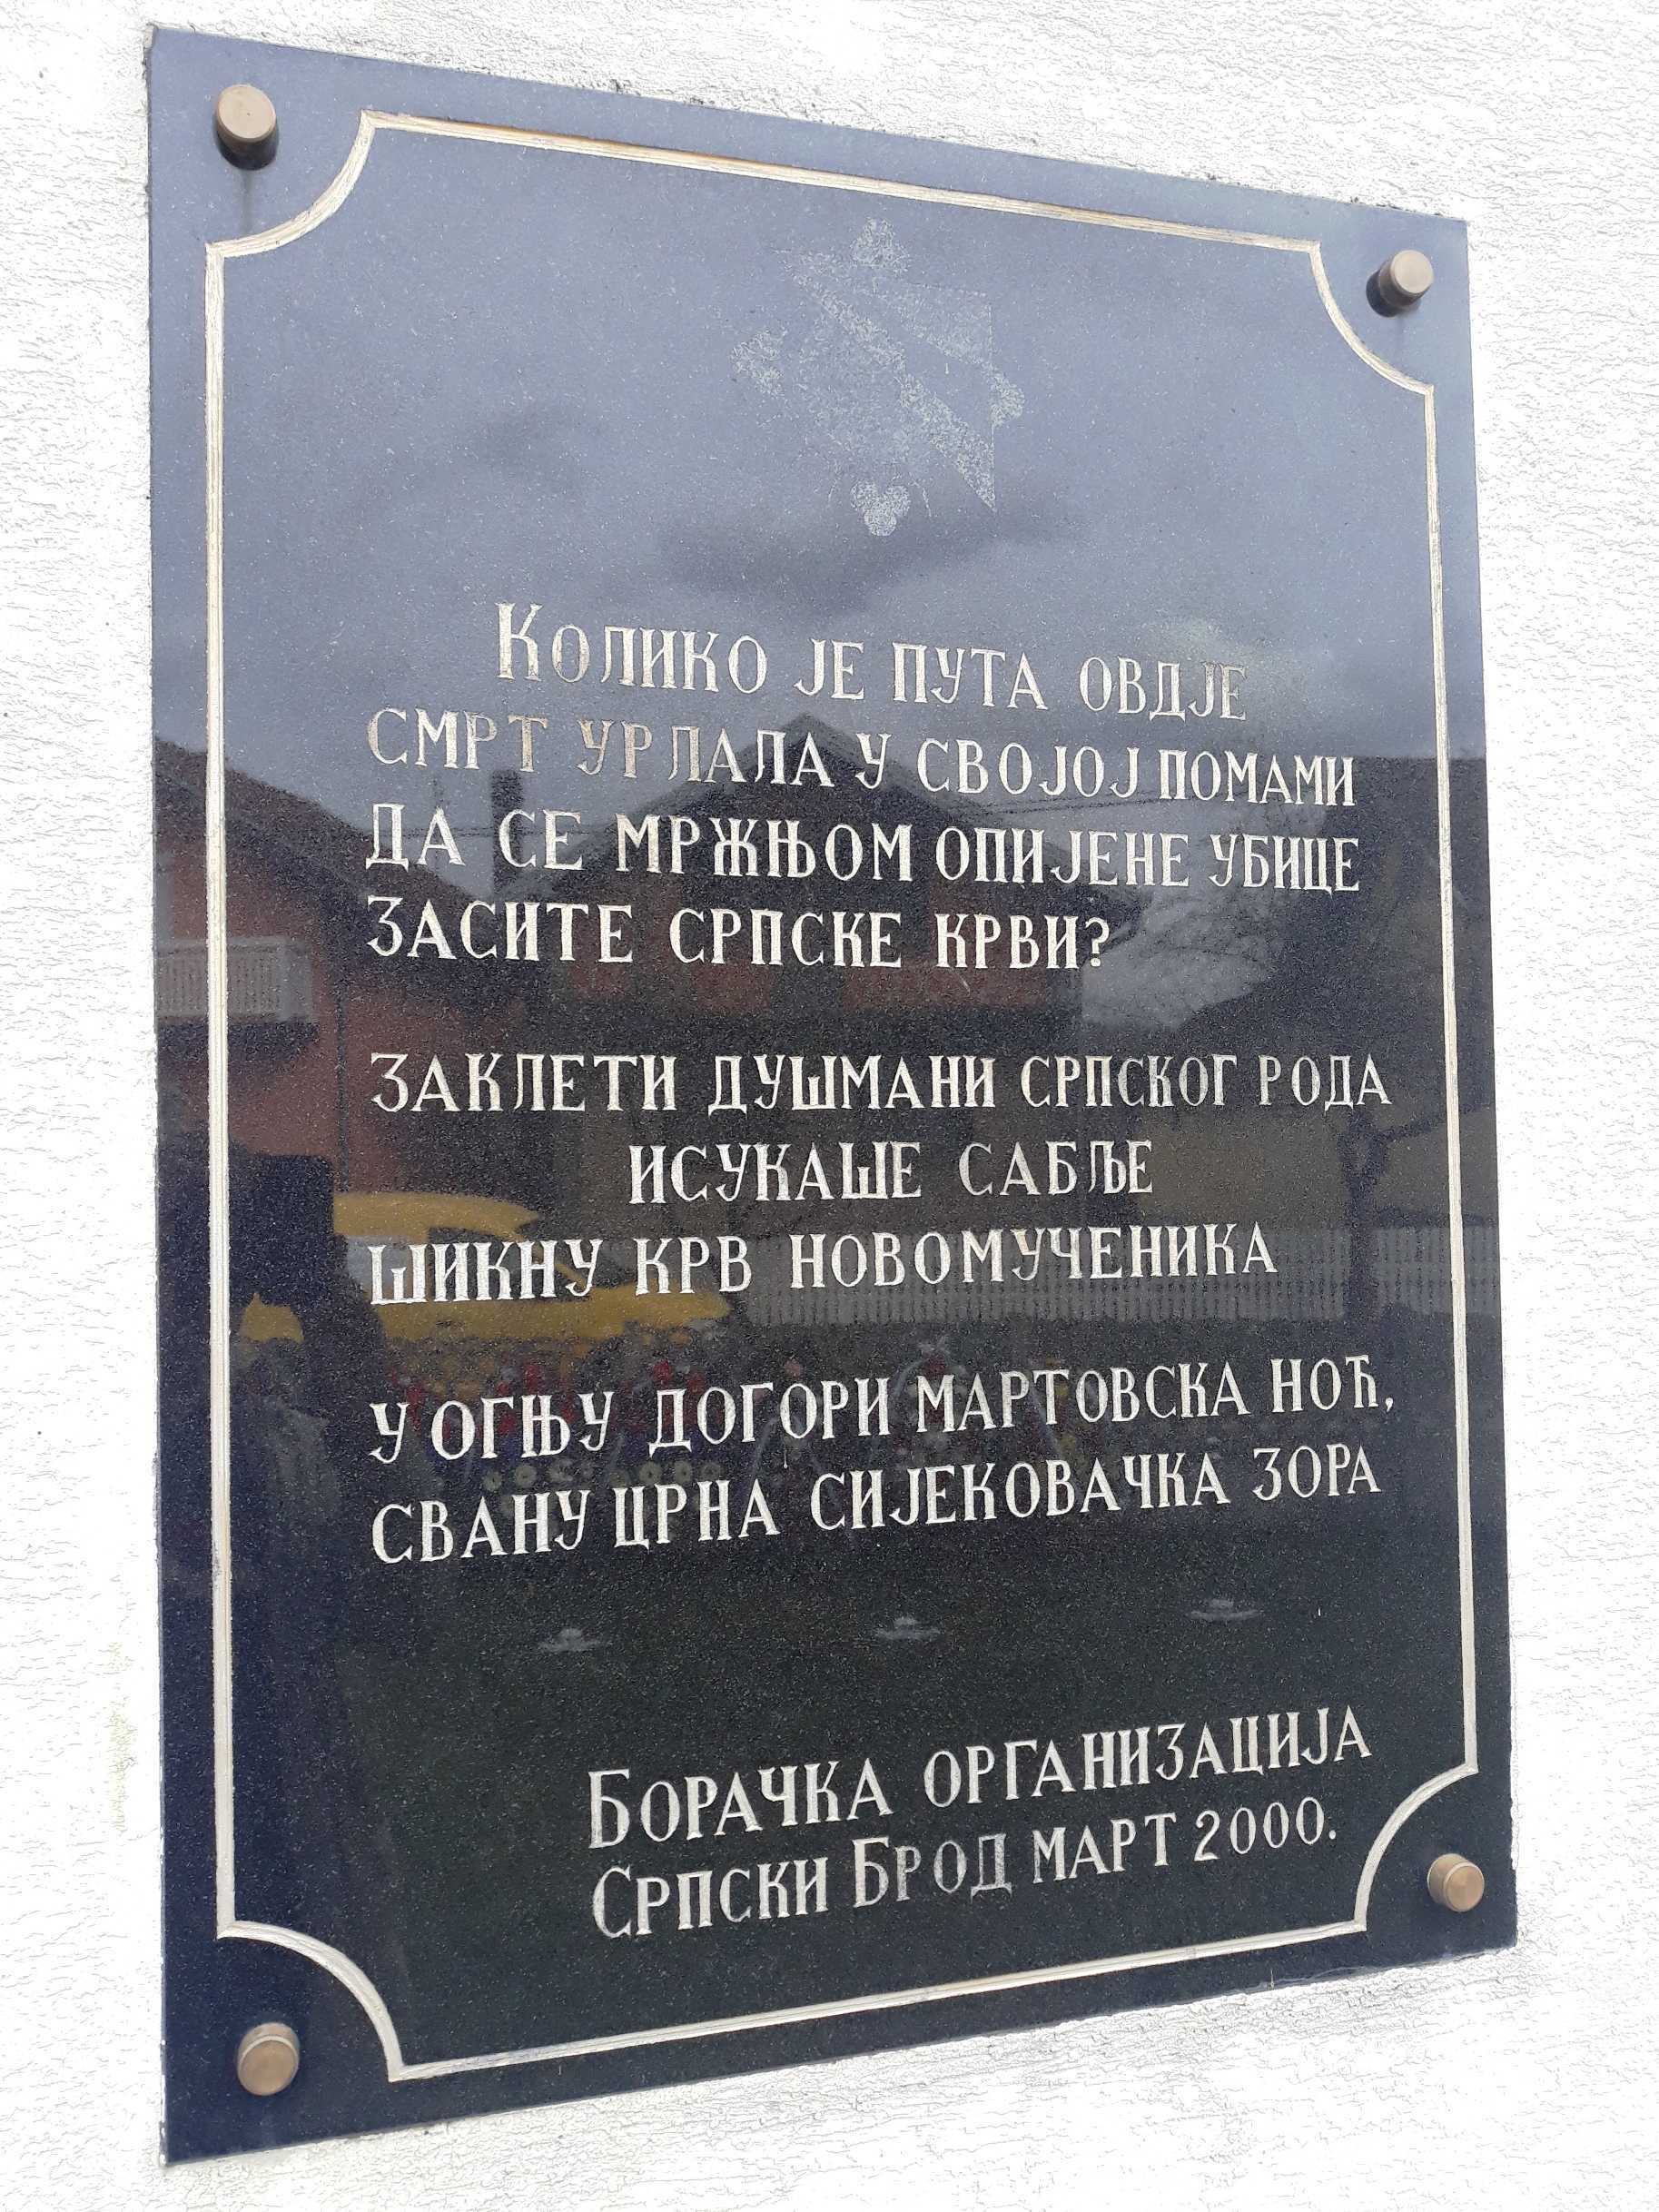 Колико је пута овдје
смрт урлала у својој помами
да се мржњом опијене убице
засите српске крви?
Заклети душмани српског рода
исукаше сабље
шикну крв новомученика
у огњу догори мартовска ноћ,
свану црна сијековачка зора
Борачка организација
Српски Брод март 2000.